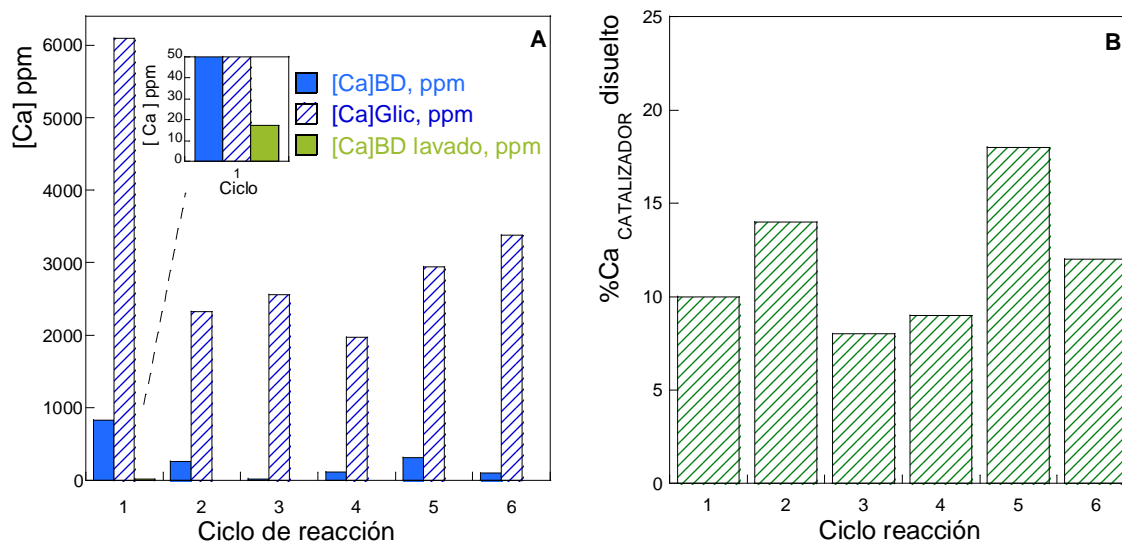 A
[Ca] ppm
6000
5000
4000
3000
2000
1000
0
[ Ca ] ppm
50
40
30
20
10
0
1
Ciclo
[Ca]BD, ppm
[Ca]Glic, ppm
[Ca]BD lavado, ppm
1 2 3 4 5 6
Ciclo de reacción
B
%Ca CATALIZADOR disuelto
25
20
15
10
5
0
1 2 3 4 5 6
Ciclo reacción